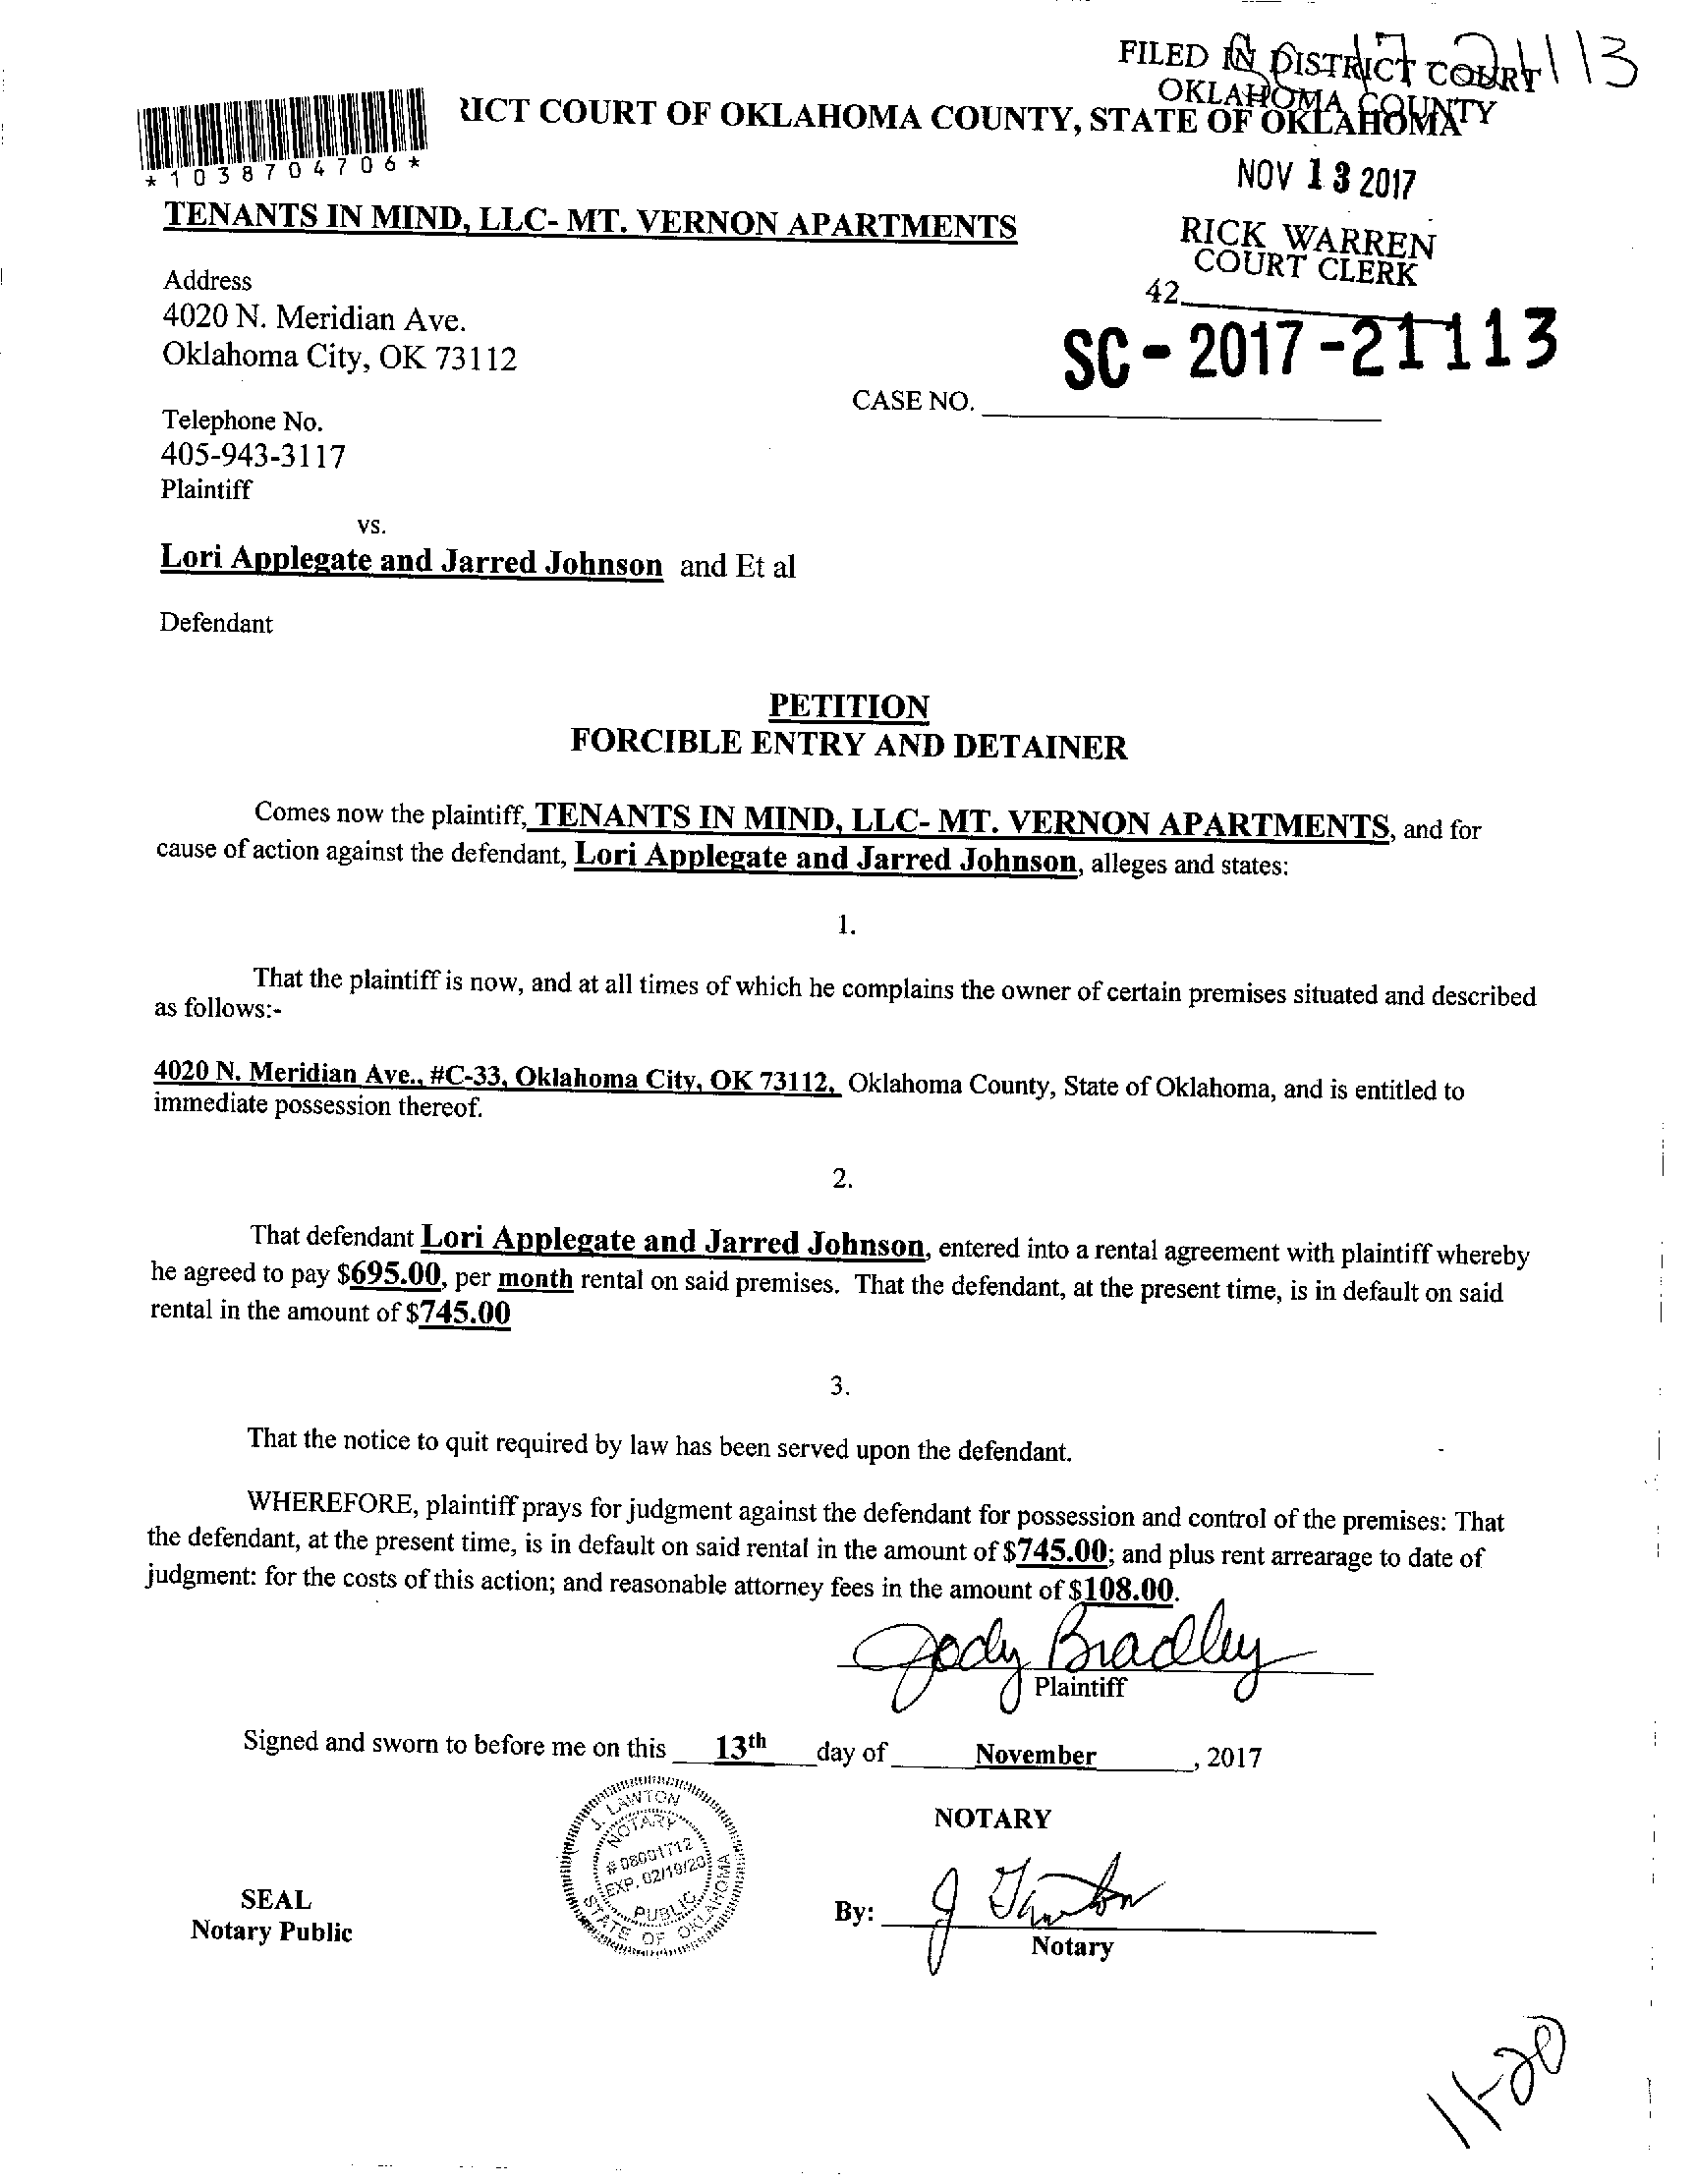 FILED IN DISTRICT COURT
OKLAHOMA COUNTY
21113
RICT COURT OF OKLAHOMA COUNTY, STATE OF OKLAHOMA
*1038704706*
NOV 13 2017
TENANTS IN MIND, LLC- MT. VERNON APARTMENTS
RICK WARREN
COURT CLERK
42
Address
4020 N. Meridian Ave.
Oklahoma City, OK 73112
SC - 2017 - 21113
CASE NO.
Telephone No.
405-943-3117
Plaintiff
vs.
Lori Applegate and Jarred Johnson and Et al
Defendant
PETITION
FORCIBLE ENTRY AND DETAINER
Comes now the plaintiff, TENANTS IN MIND, LLC- MT. VERNON APARTMENTS, and for
cause of action against the defendant, Lori Applegate and Jarred Johnson, alleges and states:
1.
That the plaintiff is now, and at all times of which he complains the owner of certain premises situated and described
as follows:-
4020 N. Meridian Ave., #C-33, Oklahoma City, OK 73112, Oklahoma County, State of Oklahoma, and is entitled to
immediate possession thereof.
2.
That defendant Lori Applegate and Jarred Johnson, entered into a rental agreement with plaintiff whereby
he agreed to pay $695.00, per month rental on said premises. That the defendant, at the present time, is in default on said
rental in the amount of $745.00
3.
That the notice to quit required by law has been served upon the defendant.
WHEREFORE, plaintiff prays for judgment against the defendant for possession and control of the premises: That
the defendant, at the present time, is in default on said rental in the amount of $745.00; and plus rent arrearage to date of
judgment: for the costs of this action; and reasonable attorney fees in the amount of $108.00.
Jody Bradley
Plaintiff
Signed and sworn to before me on this 13th day of November, 2017
J. LAWTON
NOTARY
# 08001712
EXP. 02/19/20
PUBLIC
STATE OF OKLAHOMA
NOTARY
SEAL
Notary Public
By:
Notary
11-20